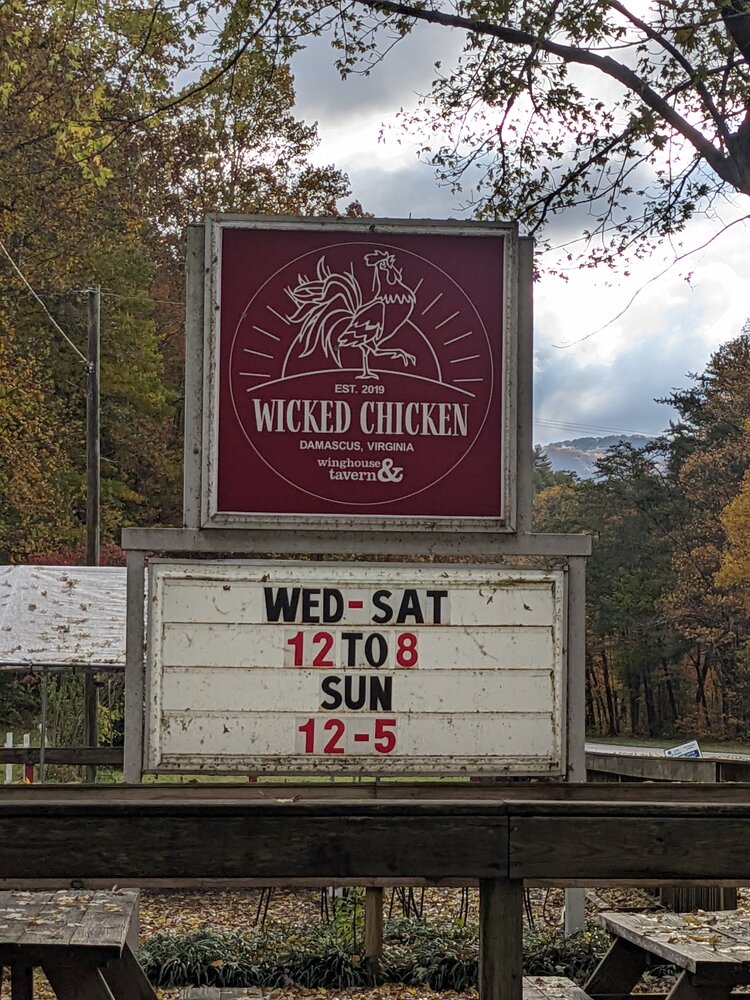 EST. 2019
WICKED CHICKEN
DAMASCUS, VIRGINIA
winghouse
tavern &
WED-SAT
12 TO 8
SUN
12-5